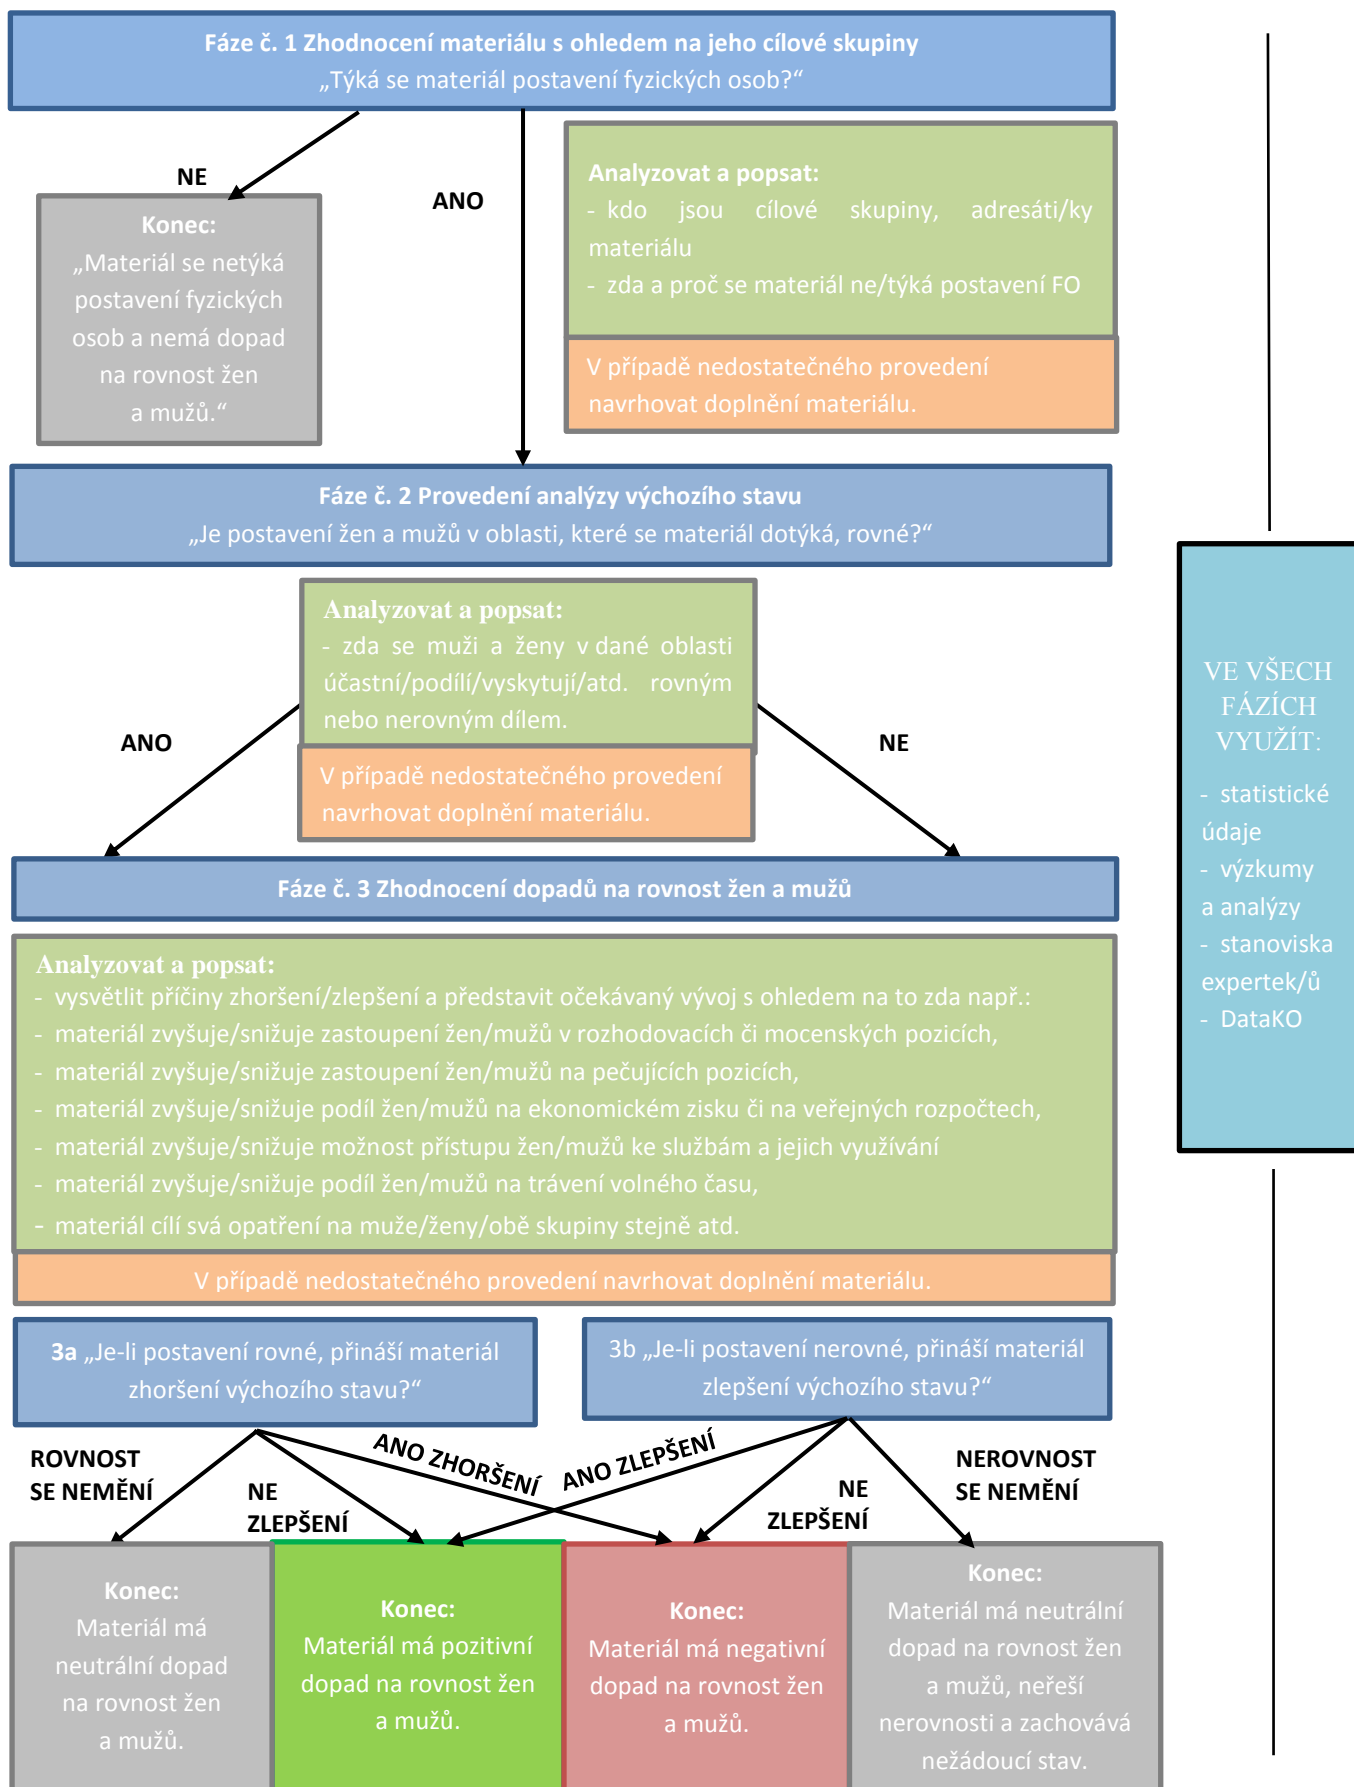 Fáze č. 1 Zhodnocení materiálu s ohledem na jeho cílové skupiny
„Týká se materiál postavení fyzických osob?“
NE
ANO
Konec:
„Materiál se netýká
postavení fyzických
osob a nemá dopad
na rovnost žen
a mužů.“
Analyzovat a popsat:
- kdo jsou cílové skupiny, adresáti/ky
materiálu
- zda a proč se materiál ne/týká postavení FO
V případě nedostatečného provedení
navrhovat doplnění materiálu.
Fáze č. 2 Provedení analýzy výchozího stavu
„Je postavení žen a mužů v oblasti, které se materiál dotýká, rovné?“
Analyzovat a popsat:
- zda se muži a ženy v dané oblasti
účastní/podílí/vyskytují/atd. rovným
nebo nerovným dílem.
ANO
NE
V případě nedostatečného provedení
navrhovat doplnění materiálu.
Fáze č. 3 Zhodnocení dopadů na rovnost žen a mužů
Analyzovat a popsat:
- vysvětlit příčiny zhoršení/zlepšení a představit očekávaný vývoj s ohledem na to zda např.:
- materiál zvyšuje/snižuje zastoupení žen/mužů v rozhodovacích či mocenských pozicích,
- materiál zvyšuje/snižuje zastoupení žen/mužů na pečujících pozicích,
- materiál zvyšuje/snižuje podíl žen/mužů na ekonomickém zisku či na veřejných rozpočtech,
- materiál zvyšuje/snižuje možnost přístupu žen/mužů ke službám a jejich využívání
- materiál zvyšuje/snižuje podíl žen/mužů na trávení volného času,
- materiál cílí svá opatření na muže/ženy/obě skupiny stejně atd.
V případě nedostatečného provedení navrhovat doplnění materiálu.
3a „Je-li postavení rovné, přináší materiál
zhoršení výchozího stavu?“
3b „Je-li postavení nerovné, přináší materiál
zlepšení výchozího stavu?“
ROVNOST
SE NEMĚNÍ
NE
ZLEPŠENÍ
ANO ZHORŠENÍ
ANO ZLEPŠENÍ
NE
ZLEPŠENÍ
NEROVNOST
SE NEMĚNÍ
Konec:
Materiál má
neutrální dopad
na rovnost žen
a mužů.
Konec:
Materiál má pozitivní
dopad na rovnost žen
a mužů.
Konec:
Materiál má negativní
dopad na rovnost žen
a mužů.
Konec:
Materiál má neutrální
dopad na rovnost žen
a mužů, neřeší
nerovnosti a zachovává
nežádoucí stav.
VE VŠECH
FÁZÍCH
VYUŽÍT:
- statistické
údaje
- výzkumy
a analýzy
- stanoviska
expertek/ů
- DataKO